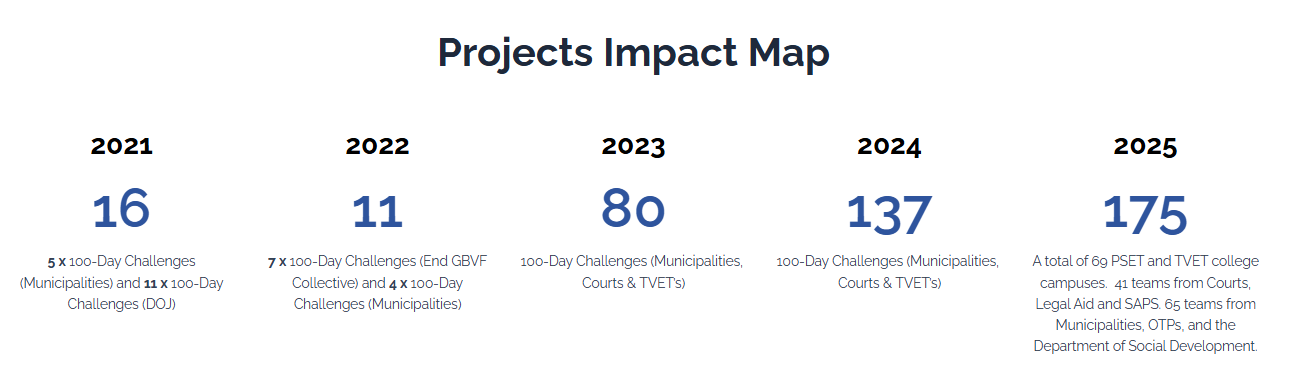 Projects Impact Map
2021
16
5 x 100-Day Challenges
(Municipalities) and 11 x 100-Day
Challenges (DOJ)
2022
11
7 x 100-Day Challenges (End GBVF
Collective) and 4 x 100-Day
Challenges (Municipalities)
2023
80
100-Day Challenges (Municipalities,
Courts & TVET's)
2024
137
100-Day Challenges (Municipalities,
Courts & TVET's)
2025
175
A total of 69 PSET and TVET college
campuses. 41 teams from Courts,
Legal Aid and SAPS. 65 teams from
Municipalities, OTPs, and the
Department of Social Development.